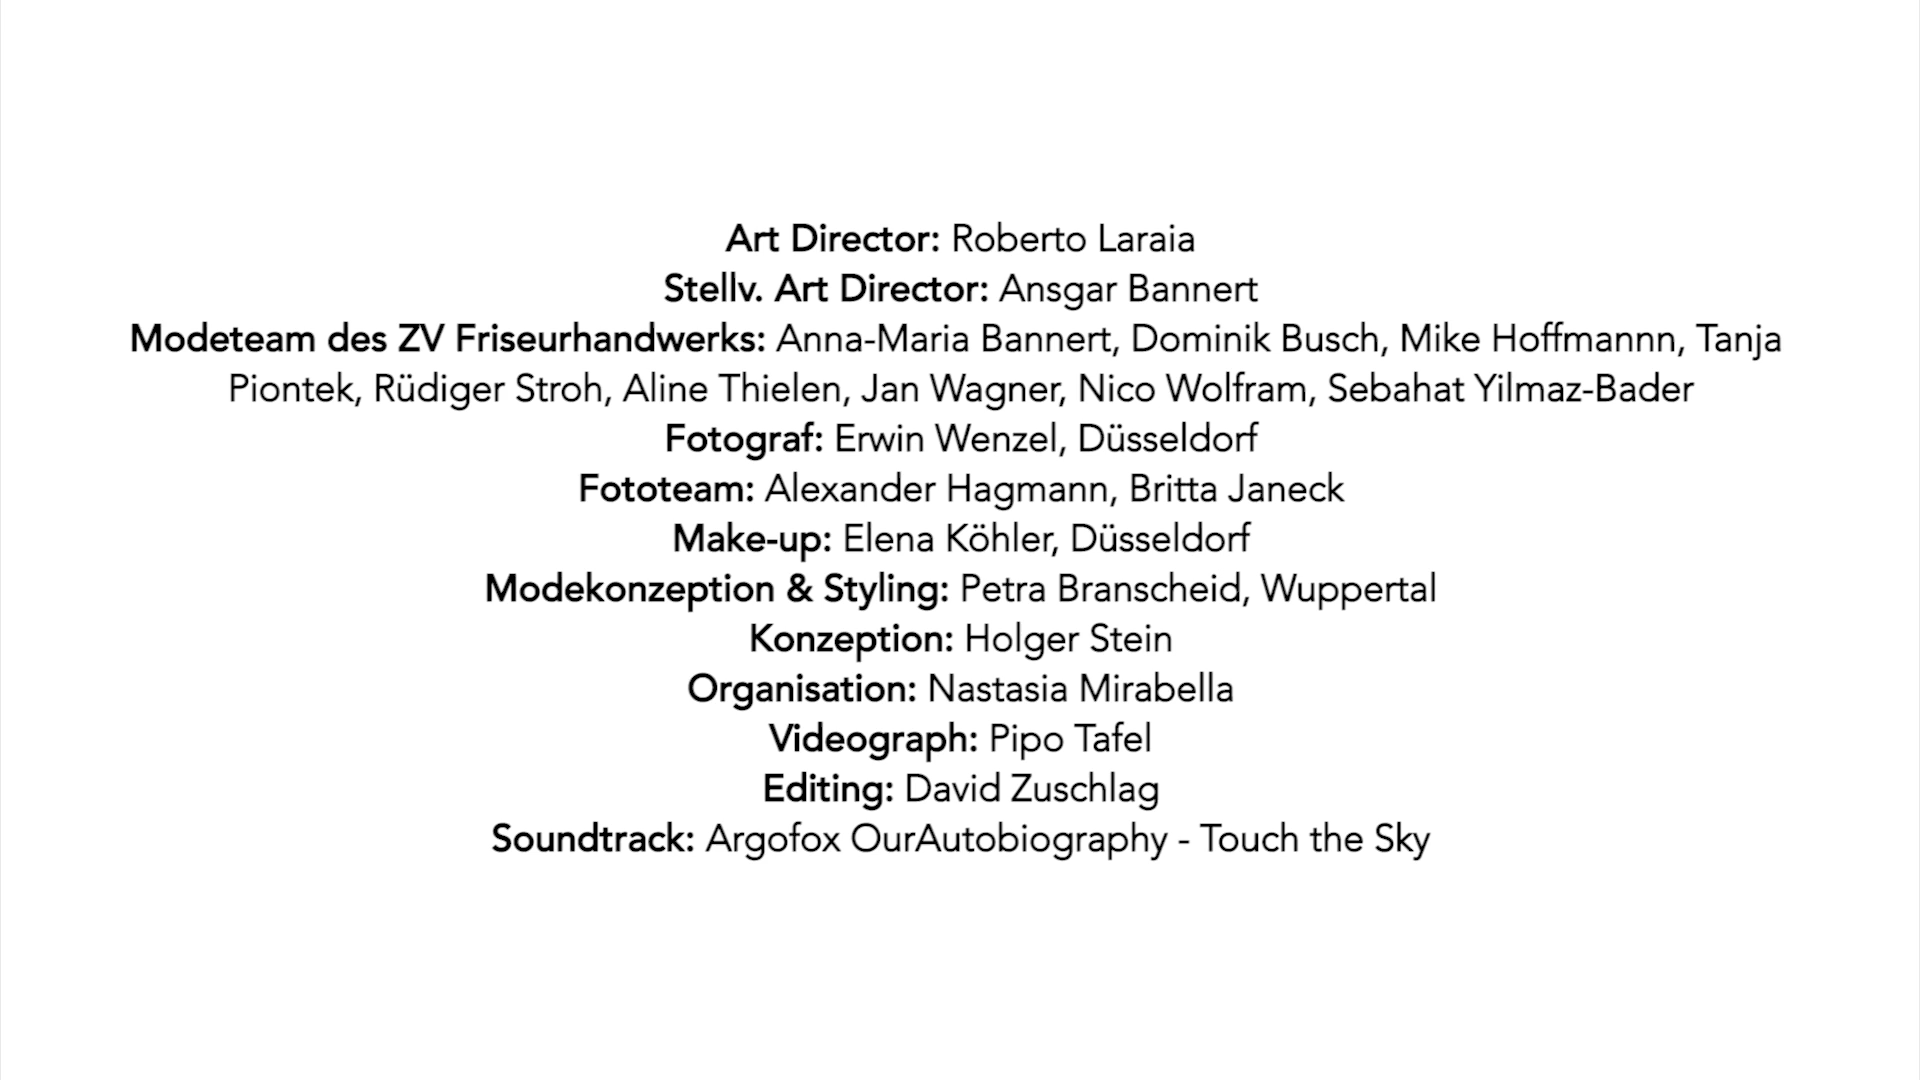 Art Director: Roberto Laraia
Stellv. Art Director: Ansgar Bannert
Modeteam des ZV Friseurhandwerks: Anna-Maria Bannert, Dominik Busch, Mike Hoffmannn, Tanja
Piontek, Rüdiger Stroh, Aline Thielen, Jan Wagner, Nico Wolfram, Sebahat Yilmaz-Bader
Fotograf: Erwin Wenzel, Düsseldorf
Fototeam: Alexander Hagmann, Britta Janeck
Make-up: Elena Köhler, Düsseldorf
Modekonzeption & Styling: Petra Branscheid, Wuppertal
Konzeption: Holger Stein
Organisation: Nastasia Mirabella
Videograph: Pipo Tafel
Editing: David Zuschlag
Soundtrack: Argofox OurAutobiography - Touch the Sky